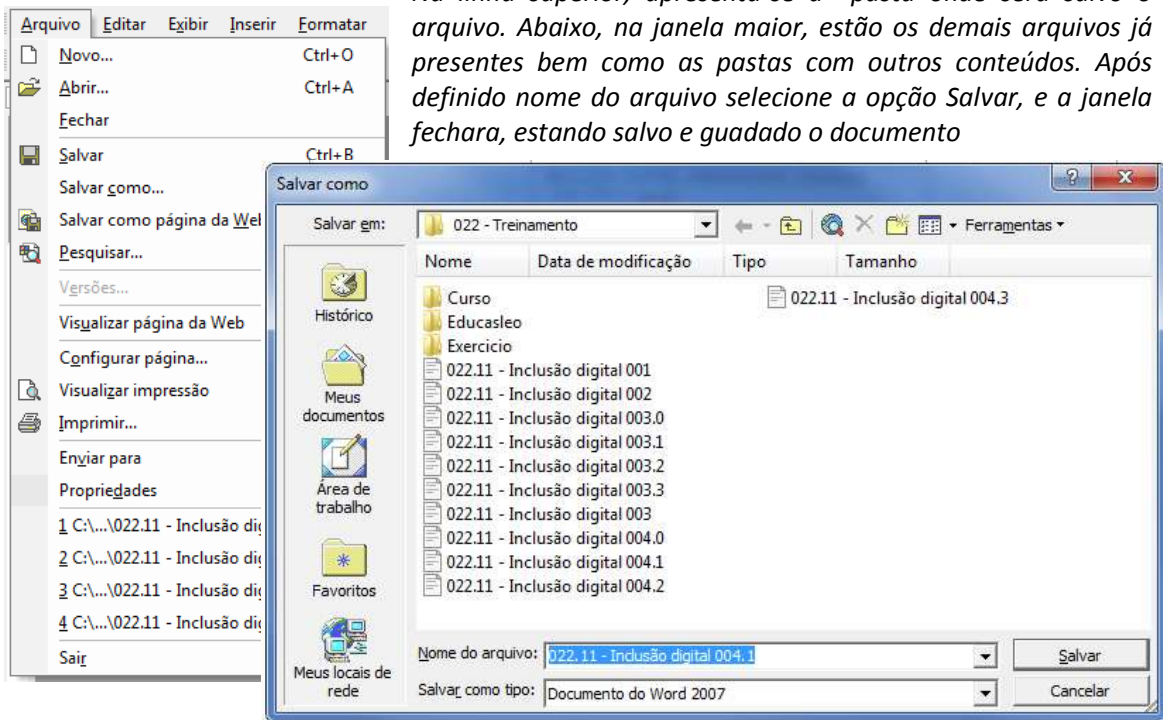 Arquivo Editar Exibir Inserir Formatar
Novo... Ctrl+O
Abrir... Ctrl+A
Fechar
Salvar Ctrl+B
Salvar como...
Salvar como página da Web
Pesquisar...
Versões...
Visualizar página da Web
Configurar página...
Visualizar impressão
Imprimir...
Enviar para
Propriedades
1 C:\...\022.11 - Inclusão dig
2 C:\...\022.11 - Inclusão dig
3 C:\...\022.11 - Inclusão dig
4 C:\...\022.11 - Inclusão dig
Sair
arquivo. Abaixo, na janela maior, estão os demais arquivos já
presentes bem como as pastas com outros conteúdos. Após
definido nome do arquivo selecione a opção Salvar, e a janela
fechara, estando salvo e guadado o documento
Salvar como
Salvar em: 022 - Treinamento Ferramentas
Nome Data de modificação Tipo Tamanho
Histórico
Meus
documentos
Área de
trabalho
Favoritos
Meus locais de
rede
Curso
Educasleo
Exercicio
022.11 - Inclusão digital 001
022.11 - Inclusão digital 002
022.11 - Inclusão digital 003.0
022.11 - Inclusão digital 003.1
022.11 - Inclusão digital 003.2
022.11 - Inclusão digital 003.3
022.11 - Inclusão digital 003
022.11 - Inclusão digital 004.0
022.11 - Inclusão digital 004.1
022.11 - Inclusão digital 004.2
022.11 - Inclusão digital 004.3
Nome do arquivo: 022.11 - Inclusão digital 004.1 Salvar
Salvar como tipo: Documento do Word 2007 Cancelar